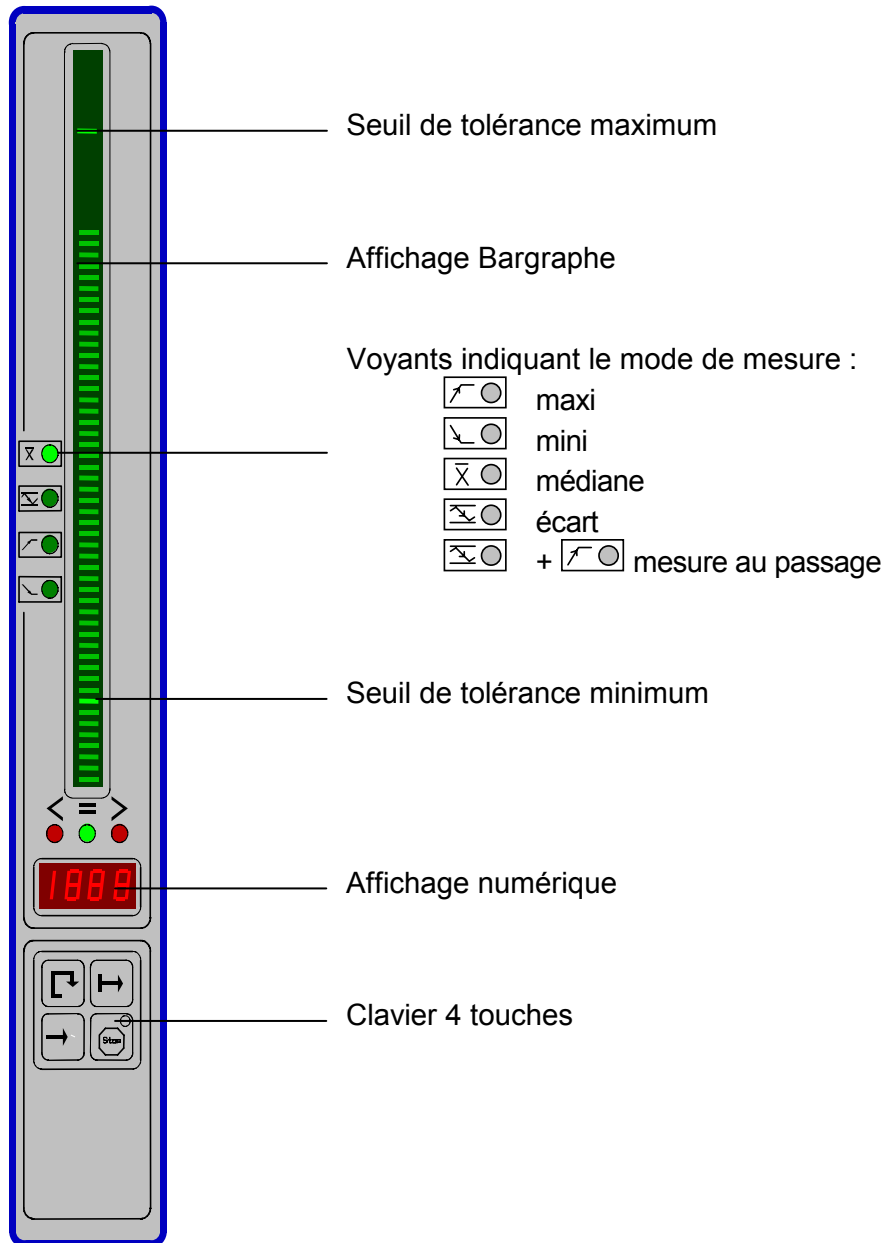 Seuil de tolérance maximum
Affichage Bargraphe
Voyants indiquant le mode de mesure :
maxi
mini
X̅ médiane
écart
+ mesure au passage
X̅
Seuil de tolérance minimum
< = >
1888
Affichage numérique
Clavier 4 touches
Stop